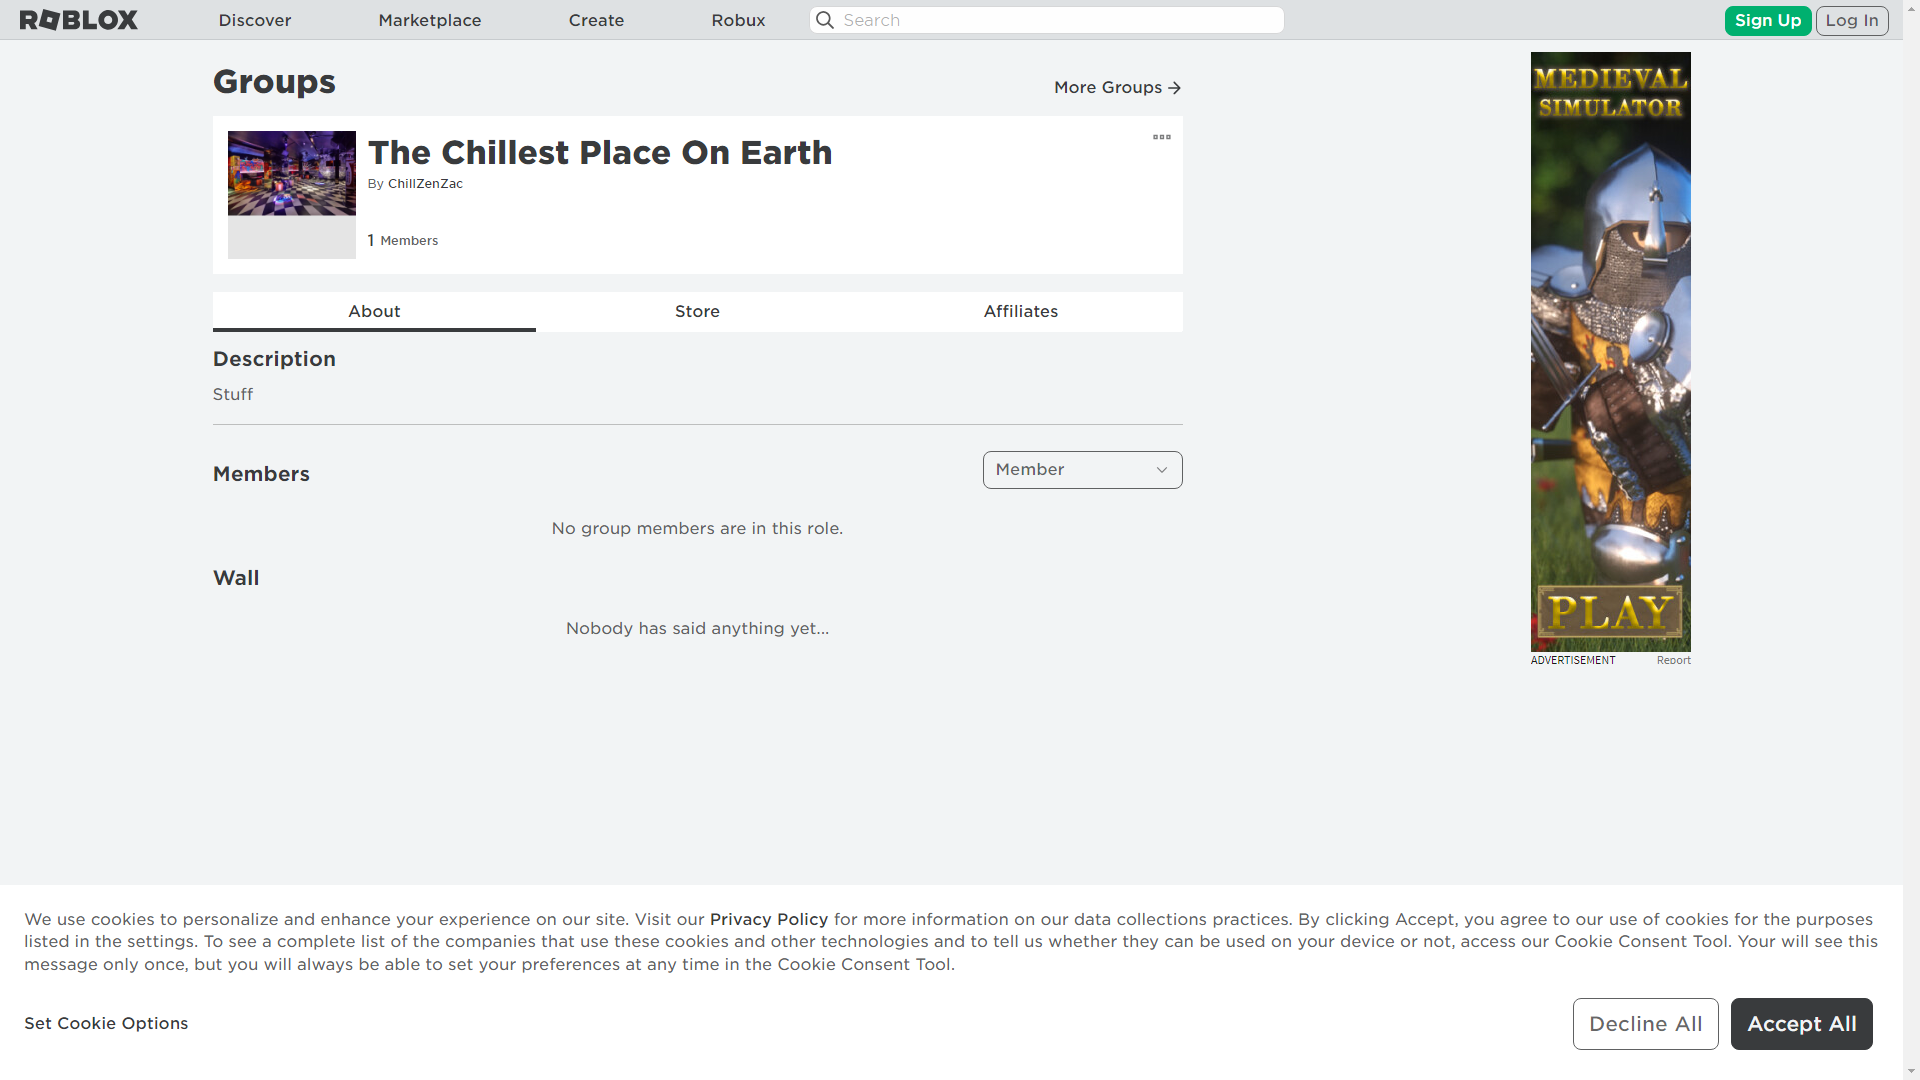 ROBLOX
Discover
Marketplace
Create
Robux
Search
Sign Up
Log In
Groups
More Groups
The Chillest Place On Earth
By ChillZenZac
1 Members
About
Store
Affiliates
Description
Stuff
Members
Member
No group members are in this role.
Wall
Nobody has said anything yet...
MEDIEVAL
SIMULATOR
PLAY
ADVERTISEMENT
Report
We use cookies to personalize and enhance your experience on our site. Visit our Privacy Policy for more information on our data collections practices. By clicking Accept, you agree to our use of cookies for the purposes
listed in the settings. To see a complete list of the companies that use these cookies and other technologies and to tell us whether they can be used on your device or not, access our Cookie Consent Tool. Your will see this
message only once, but you will always be able to set your preferences at any time in the Cookie Consent Tool.
Set Cookie Options
Decline All
Accept All